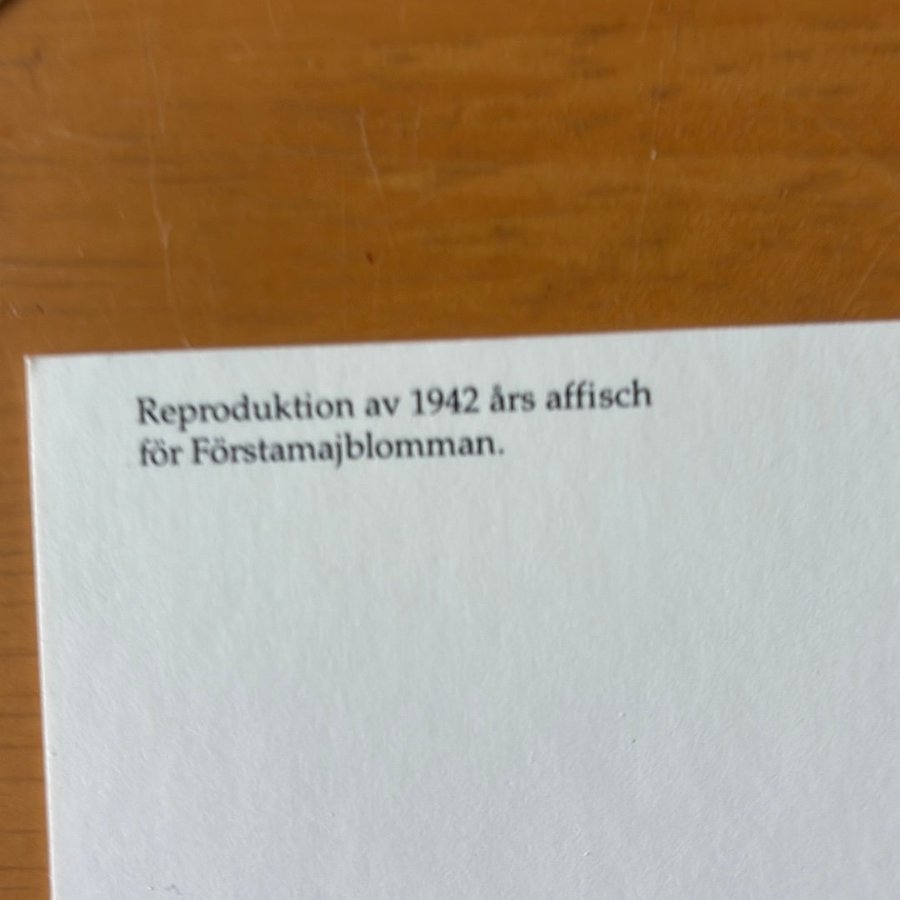 Reproduktion av 1942 års affisch
för Förstamajblomman.